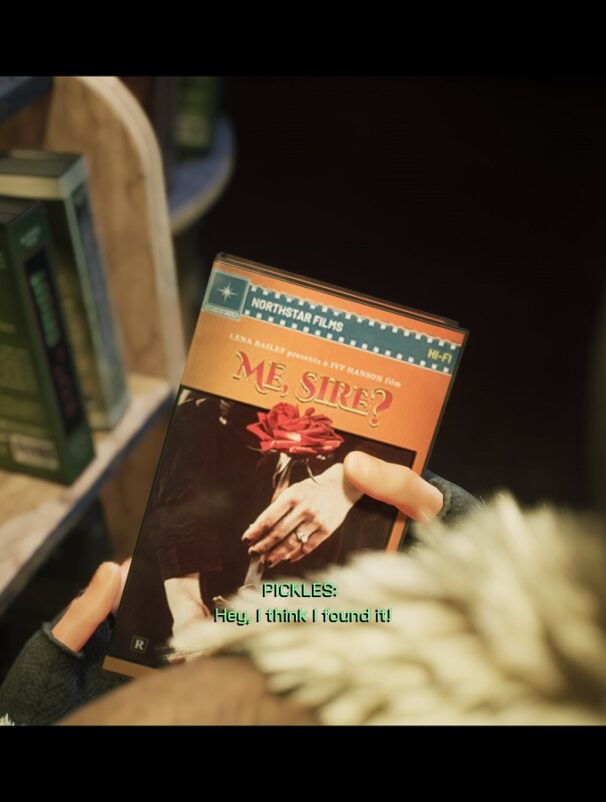 NORTHSTAR FILMS
HI-FI
LENA BAILEY presents a IVY HANSON film
ME, SIRE?
R
PICKLES:
Hey, I think I found it!